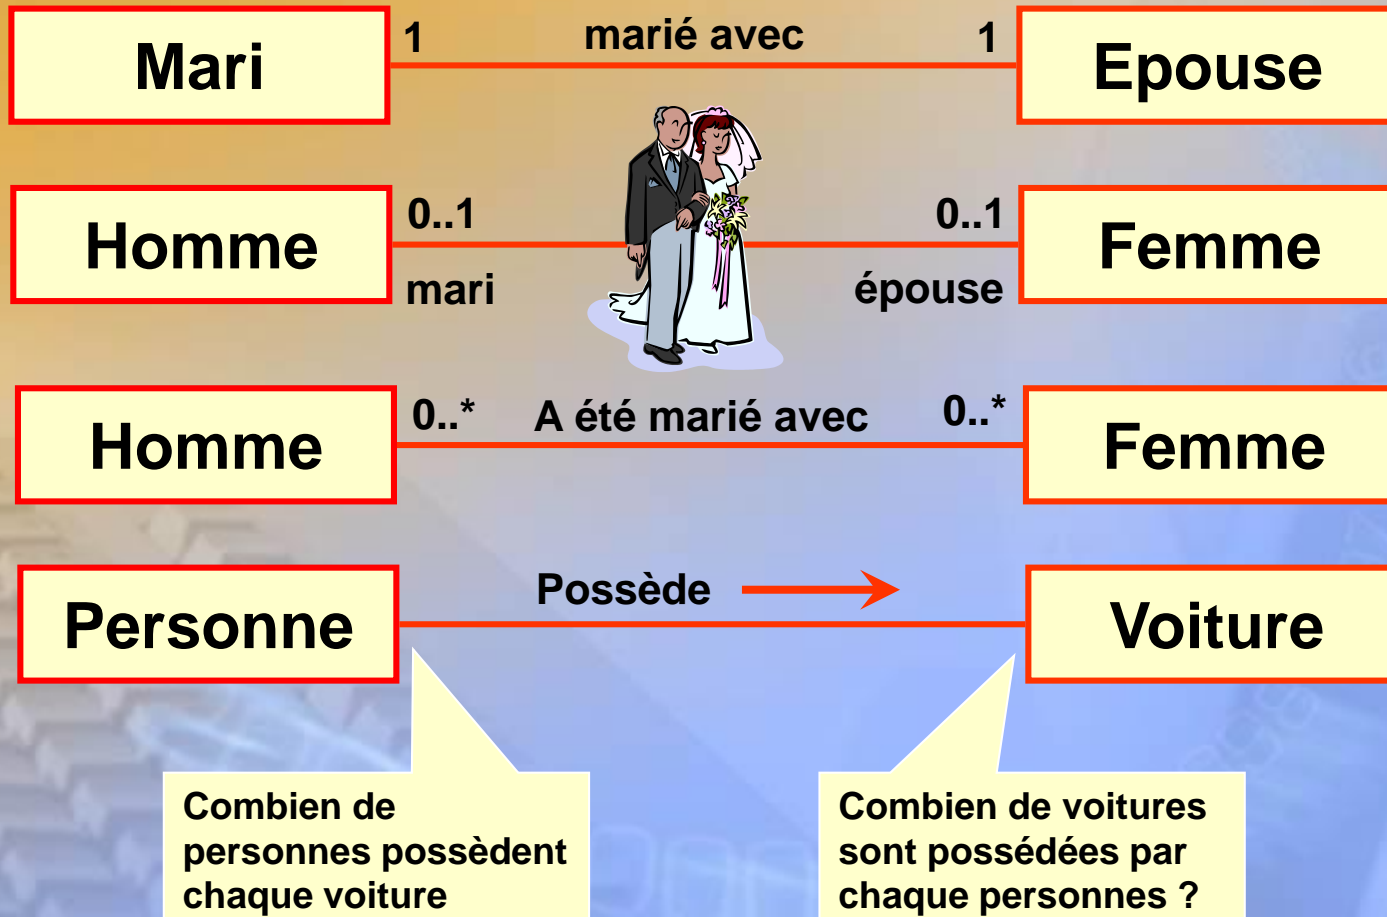 Mari 1 marié avec 1 Epouse
Homme 0..1 0..1 Femme
mari épouse
Homme 0..* A été marié avec 0..* Femme
Possède
Personne Voiture
Combien de
personnes possèdent
chaque voiture
Combien de voitures
sont possédées par
chaque personnes ?